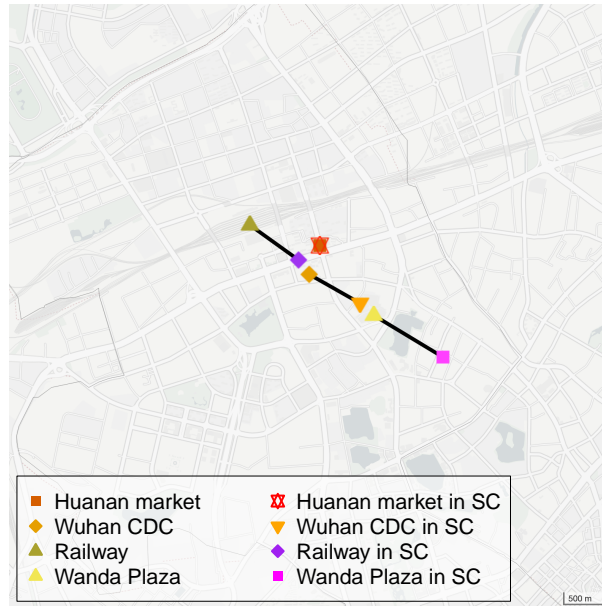 Huanan market
Huanan market in SC
Wuhan CDC
Wuhan CDC in SC
Railway
Railway in SC
Wanda Plaza
Wanda Plaza in SC
500 m